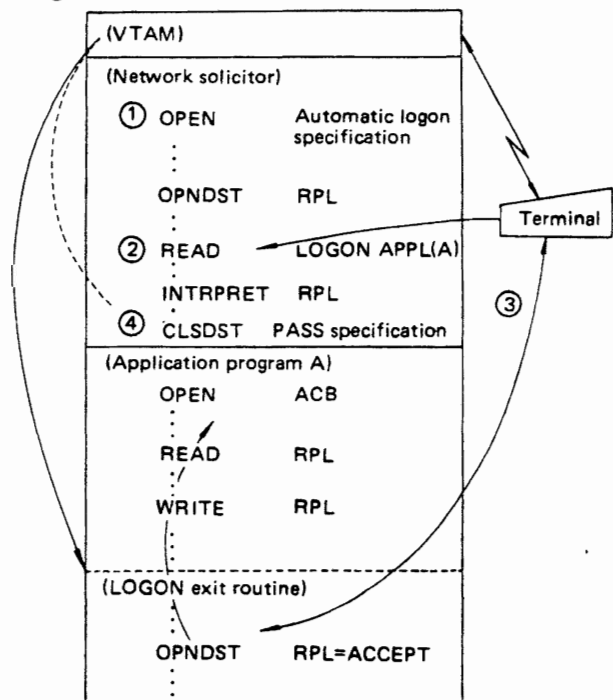 (VTAM)
(Network solicitor)
① OPEN Automatic logon
specification
OPNDST RPL
Terminal
② READ LOGON APPL(A)
INTRPRET RPL
③
④ CLSDST PASS specification
(Application program A)
OPEN ACB
READ RPL
WRITE RPL
(LOGON exit routine)
OPNDST RPL=ACCEPT